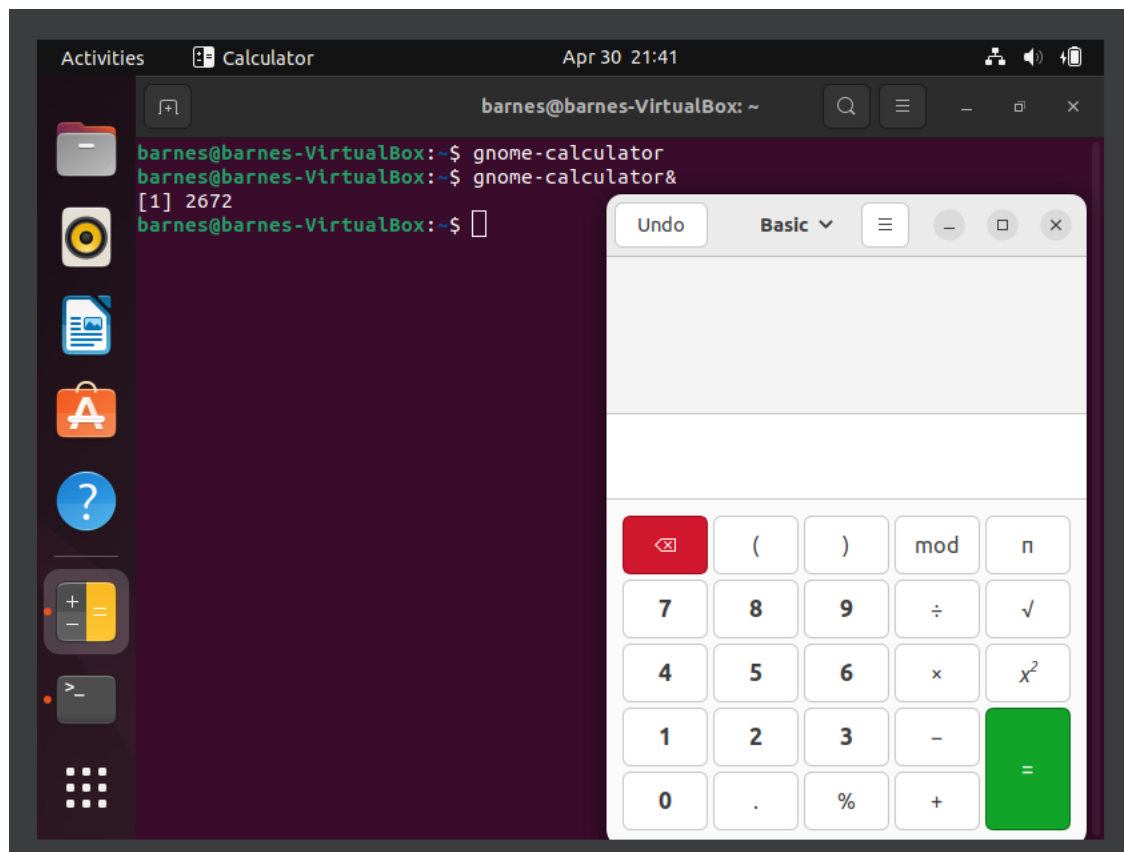 Activities Calculator Apr 30 21:41
barnes@barnes-VirtualBox: ~
barnes@barnes-VirtualBox:~$ gnome-calculator
barnes@barnes-VirtualBox:~$ gnome-calculator&
[1] 2672
barnes@barnes-VirtualBox:~$
Undo Basic
( ) mod π
7 8 9 ÷ √
4 5 6 × x²
1 2 3 − =
0 . % +